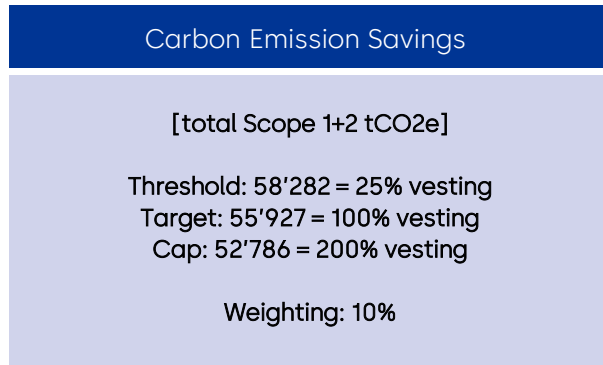 Carbon Emission Savings
[total Scope 1+2 tCO2e]
Threshold: 58’282 = 25% vesting
Target: 55’927 = 100% vesting
Cap: 52’786 = 200% vesting
Weighting: 10%